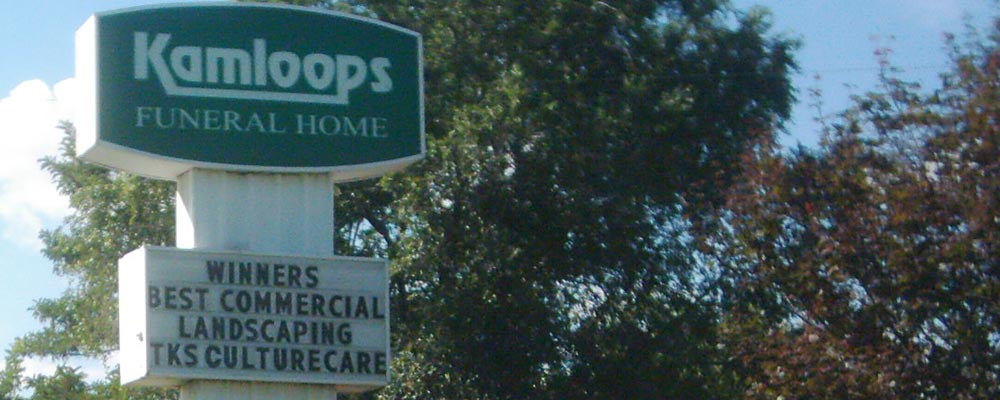 Kamloops
FUNERAL HOME
WINNERS
BEST COMMERCIAL
LANDSCAPING
TKS CULTURECARE